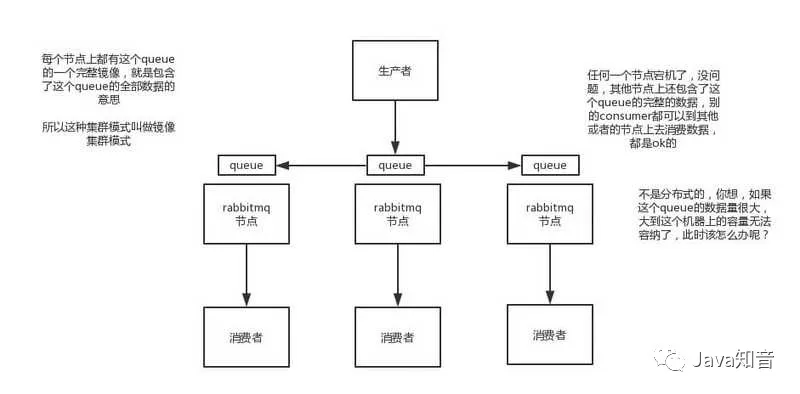 每个节点上都有这个queue
的一个完整镜像，就是包含
了这个queue的全部数据的
意思
所以这种集群模式叫做镜像
集群模式
生产者
任何一个节点宕机了，没问
题，其他节点上还包含了这
个queue的完整的数据，别
的consumer都可以到其他
或者的节点上去消费数据，
都是ok的
queue
queue
queue
不是分布式的，你想，如果
这个queue的数据量很大，
大到这个机器上的容量无法
容纳了，此时该怎么办呢？
rabbitmq
节点
rabbitmq
节点
rabbitmq
节点
消费者
消费者
消费者
Java知音